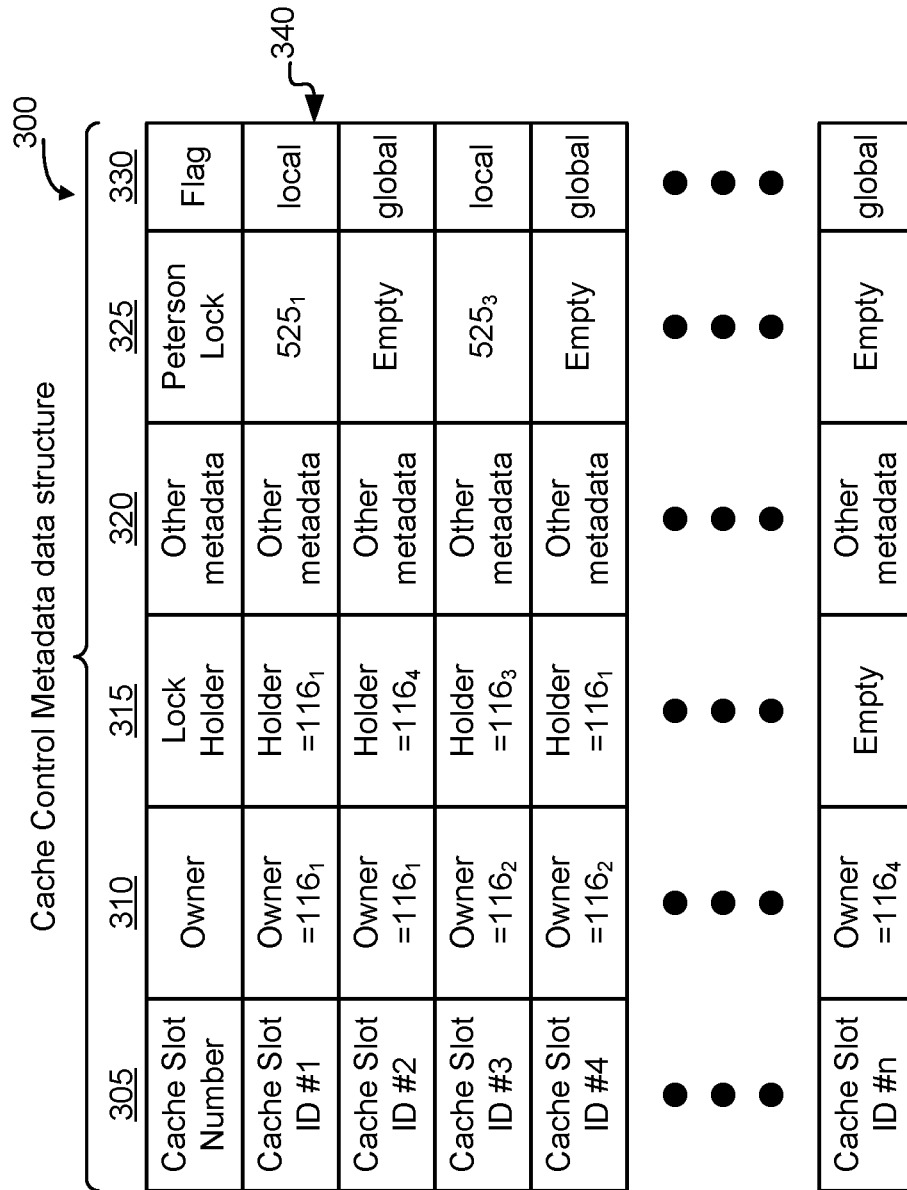 Cache Control Metadata data structure
300
305
310
315
320
325
330
Cache Slot
Number
Owner
Lock
Holder
Other
metadata
Peterson
Lock
Flag
Cache Slot
ID #1
Owner
=116₁
Holder
=116₁
Other
metadata
525₁
local
340
Cache Slot
ID #2
Owner
=116₁
Holder
=116₄
Other
metadata
Empty
global
Cache Slot
ID #3
Owner
=116₂
Holder
=116₃
Other
metadata
525₃
local
Cache Slot
ID #4
Owner
=116₂
Holder
=116₁
Other
metadata
Empty
global
Cache Slot
ID #n
Owner
=116₄
Empty
Other
metadata
Empty
global